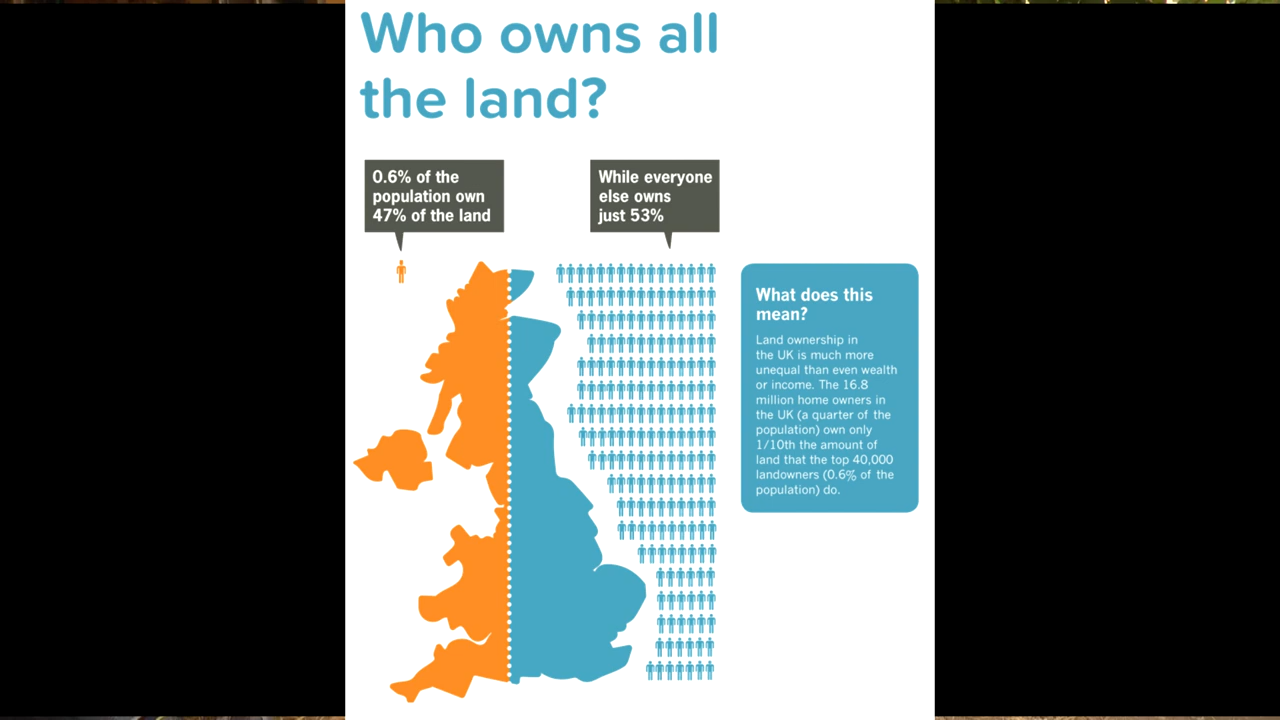 Who owns all
the land?
0.6% of the
population own
47% of the land
While everyone
else owns
just 53%
What does this
mean?
Land ownership in
the UK is much more
unequal than even wealth
or income. The 16.8
million home owners in
the UK (a quarter of the
population) own only
1/10th the amount of
land that the top 40,000
landowners (0.6% of the
population) do.